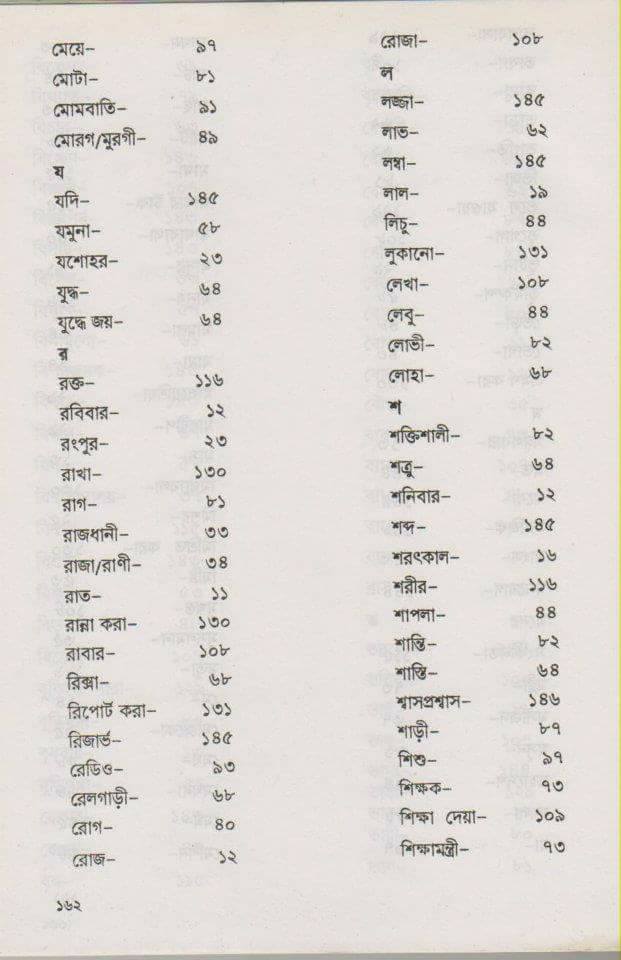 মেয়ে– ৯৭
মোটা– ৮১
মোমবাতি– ৯১
মোরগ/মুরগী– ৪৯
য
যদি– ১৪৫
যমুনা– ৫৮
যশোহর– ২৩
যুদ্ধ– ৬৪
যুদ্ধে জয়– ৬৪
র
রক্ত– ১১৬
রবিবার– ১২
রংপুর– ২৩
রাখা– ১৩০
রাগ– ৮১
রাজধানী– ৩৩
রাজা/রাণী– ৩৪
রাত– ১১
রান্না করা– ১৩০
রাবার– ১০৮
রিক্সা– ৬৮
রিপোর্ট করা– ১৩১
রিজার্ভ– ১৪৫
রেডিও– ৯৩
রেলগাড়ী– ৬৮
রোগ– ৪০
রোজ– ১২
১৬২
রোজা– ১০৮
ল
লজ্জা– ১৪৫
লাভ– ৬২
লম্বা– ১৪৫
লাল– ১৯
লিচু– ৪৪
লুকানো– ১৩১
লেখা– ১০৮
লেবু– ৪৪
লোভী– ৮২
লোহা– ৬৮
শ
শক্তিশালী– ৮২
শত্রু– ৬৪
শনিবার– ১২
শব্দ– ১৪৫
শরৎকাল– ১৬
শরীর– ১১৬
শাপলা– ৪৪
শান্তি– ৮২
শাস্তি– ৬৪
শ্বাসপ্রশ্বাস– ১৪৬
শাড়ী– ৮৭
শিশু– ৯৭
শিক্ষক– ৭৩
শিক্ষা দেয়া– ১০৯
শিক্ষামন্ত্রী– ৭৩